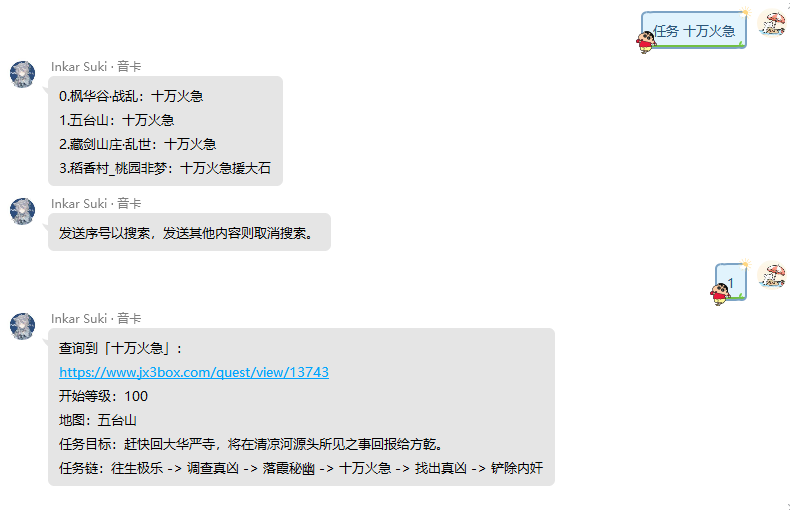 任务 十万火急
Inkar Suki · 音卡
0.枫华谷·战乱：十万火急
1.五台山：十万火急
2.藏剑山庄·乱世：十万火急
3.稻香村_桃园非梦：十万火急援大石
Inkar Suki · 音卡
发送序号以搜索，发送其他内容则取消搜索。
1
Inkar Suki · 音卡
查询到「十万火急」：
https://www.jx3box.com/quest/view/13743
开始等级：100
地图：五台山
任务目标：赶快回大华严寺，将在清凉河源头所见之事回报给方乾。
任务链：往生极乐 -> 调查真凶 -> 落霞秘幽 -> 十万火急 -> 找出真凶 -> 铲除内奸